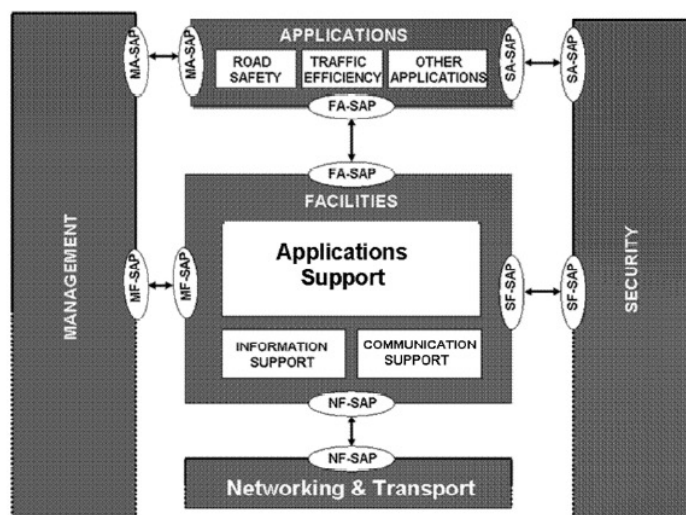 APPLICATIONS
MA-SAP
MA-SAP
ROAD
SAFETY
TRAFFIC
EFFICIENCY
OTHER
APPLICATIONS
SA-SAP
SA-SAP
FA-SAP
FA-SAP
FACILITIES
MANAGEMENT
Applications
Support
SECURITY
MF-SAP
MF-SAP
SF-SAP
SF-SAP
INFORMATION
SUPPORT
COMMUNICATION
SUPPORT
NF-SAP
NF-SAP
Networking & Transport